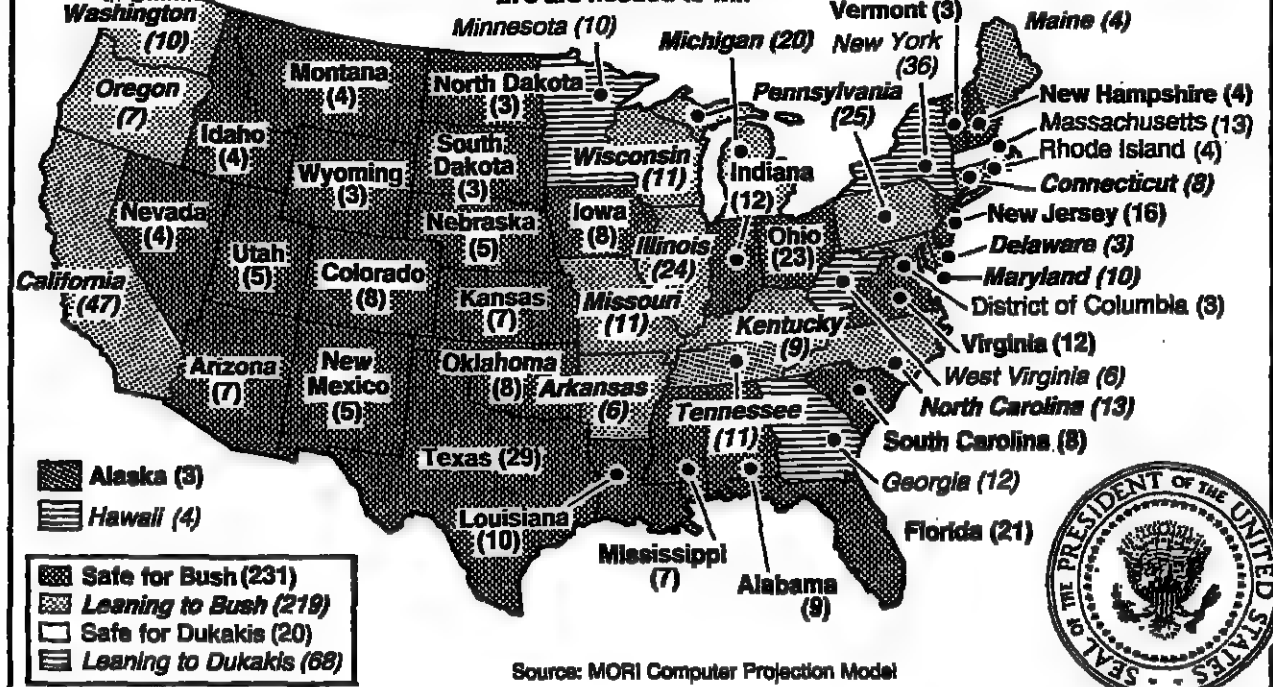 Washington
(10)
Minnesota (10)
Michigan (20)
Vermont (3)
New York
(36)
Maine (4)
Oregon
(7)
Montana
(4)
North Dakota
(3)
Pennsylvania
(25)
New Hampshire (4)
Massachusetts (13)
Rhode Island (4)
Connecticut (8)
Idaho
(4)
Wyoming
(3)
South
Dakota
(3)
Wisconsin
(11)
Indiana
(12)
Nevada
(4)
Utah
(5)
Colorado
(8)
Nebraska
(5)
Iowa
(8)
Illinois
(24)
Ohio
(23)
New Jersey (16)
Delaware (3)
Maryland (10)
District of Columbia (3)
California
(47)
Kansas
(7)
Missouri
(11)
Kentucky
(9)
Virginia (12)
West Virginia (6)
North Carolina (13)
Arizona
(7)
New
Mexico
(5)
Oklahoma
(8)
Arkansas
(6)
Tennessee
(11)
South Carolina (8)
Georgia (12)
Texas (29)
Louisiana
(10)
Mississippi
(7)
Alabama
(9)
Florida (21)
Alaska (3)
Hawaii (4)
Safe for Bush (231)
Leaning to Bush (219)
Safe for Dukakis (20)
Leaning to Dukakis (68)
Source: MORI Computer Projection Model
SEAL OF THE PRESIDENT OF THE UNITED STATES